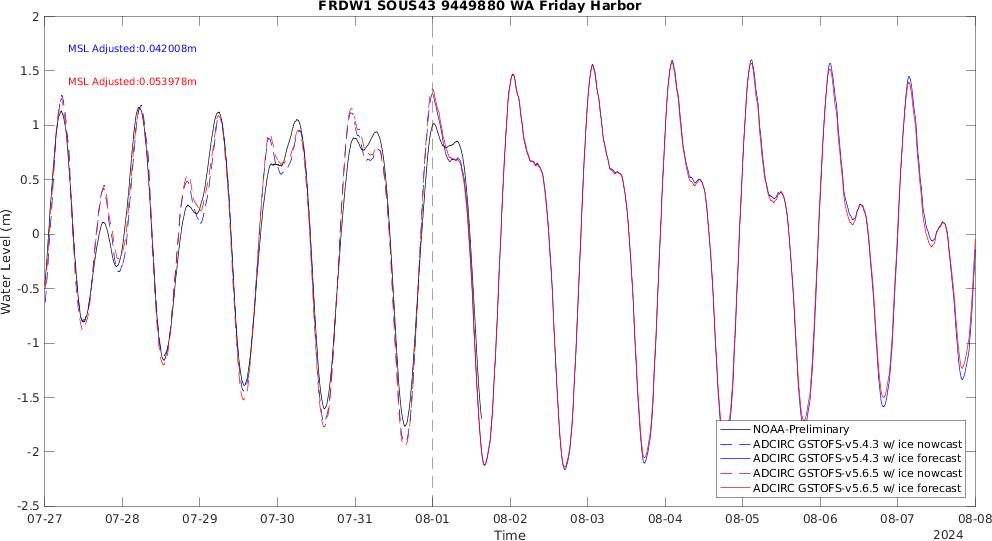 FRDW1 SOUS43 9449880 WA Friday Harbor
MSL Adjusted:0.042008m
MSL Adjusted:0.053978m
Water Level (m)
2
1.5
1
0.5
0
-0.5
-1
-1.5
-2
-2.5
NOAA-Preliminary
ADCIRC GSTOFS-v5.4.3 w/ ice nowcast
ADCIRC GSTOFS-v5.4.3 w/ ice forecast
ADCIRC GSTOFS-v5.6.5 w/ ice nowcast
ADCIRC GSTOFS-v5.6.5 w/ ice forecast
07-27 07-28 07-29 07-30 07-31 08-01 08-02 08-03 08-04 08-05 08-06 08-07 08-08
Time
2024